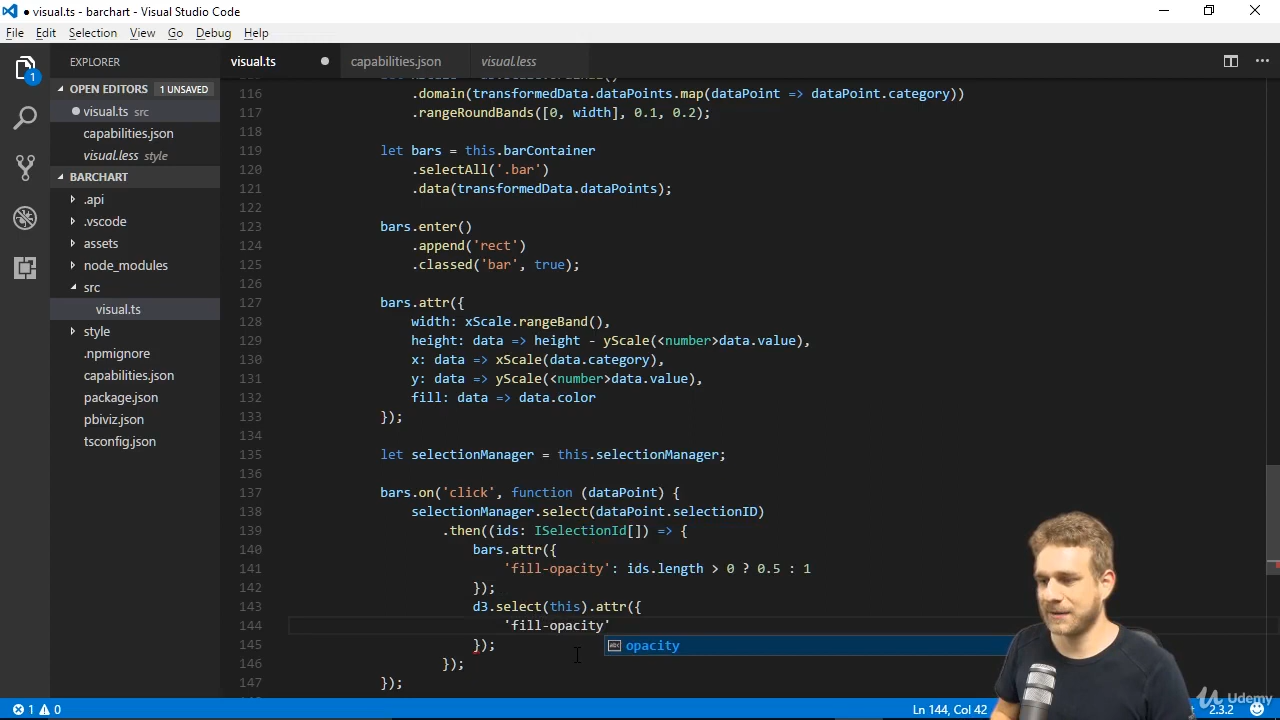 visual.ts - barchart - Visual Studio Code
File Edit Selection View Go Debug Help
EXPLORER
OPEN EDITORS 1 UNSAVED
visual.ts src
capabilities.json
visual.less style
BARCHART
.api
.vscode
assets
node_modules
src
visual.ts
style
.npmignore
capabilities.json
package.json
pbiviz.json
tsconfig.json
1
visual.ts capabilities.json visual.less
116 .domain(transformedData.dataPoints.map(dataPoint => dataPoint.category))
117 .rangeRoundBands([0, width], 0.1, 0.2);
118
119 let bars = this.barContainer
120 .selectAll('.bar')
121 .data(transformedData.dataPoints);
122
123 bars.enter()
124 .append('rect')
125 .classed('bar', true);
126
127 bars.attr({
128 width: xScale.rangeBand(),
129 height: data => height - yScale(<number>data.value),
130 x: data => xScale(data.category),
131 y: data => yScale(<number>data.value),
132 fill: data => data.color
133 });
134
135 let selectionManager = this.selectionManager;
136
137 bars.on('click', function (dataPoint) {
138 selectionManager.select(dataPoint.selectionID)
139 .then((ids: ISelectionId[]) => {
140 bars.attr({
141 'fill-opacity': ids.length > 0 ? 0.5 : 1
142 });
143 d3.select(this).attr({
144 'fill-opacity'
opacity
145 });
146 });
147 });
1 0
Ln 144, Col 42
2.3.2
Udemy